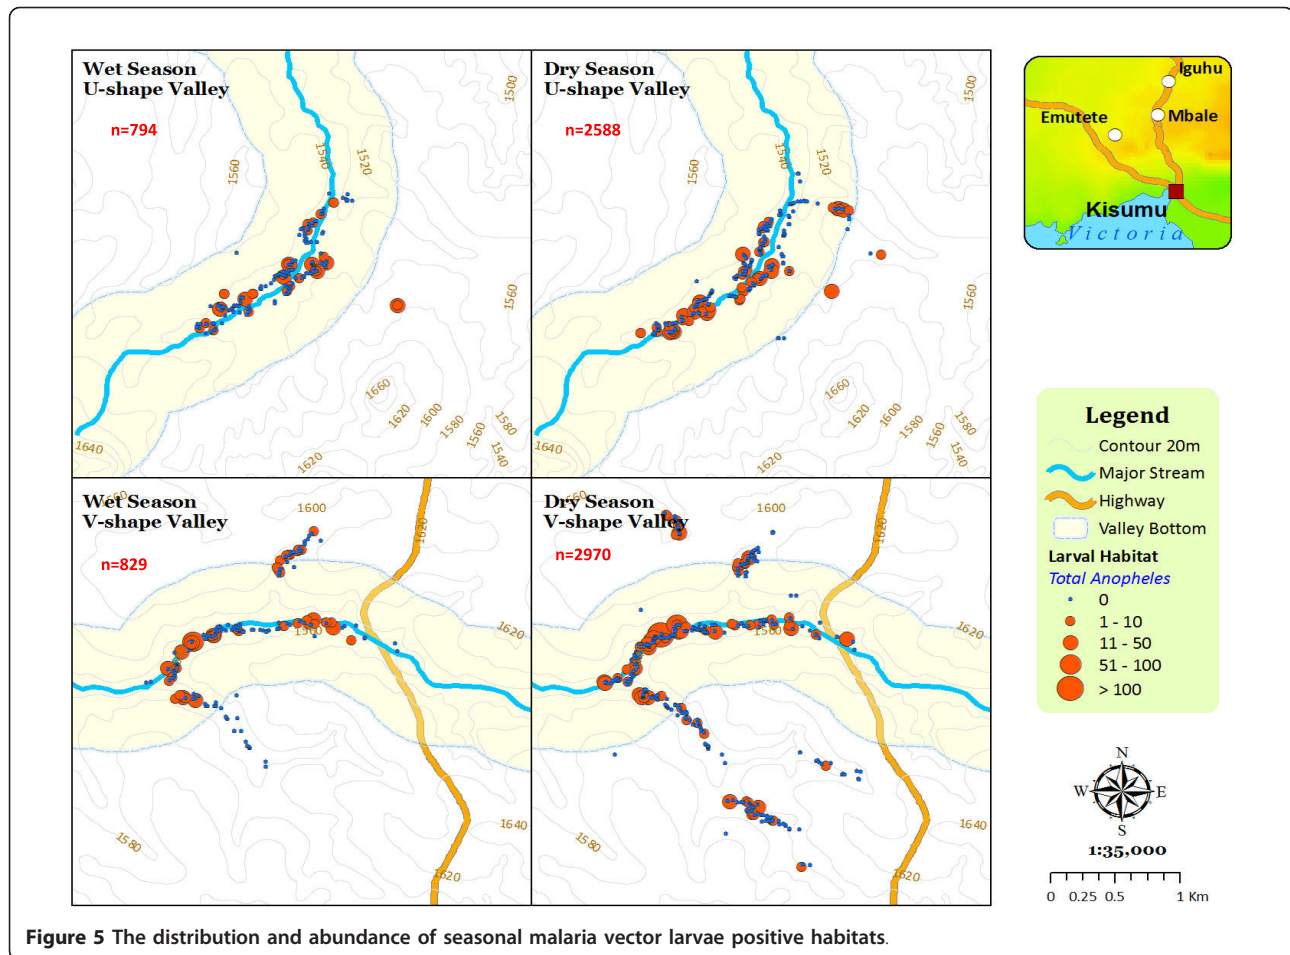 Wet Season
U-shape Valley
n=794
1500
1540
1520
1560
1560
1660
1620
1600
1580
1560
1580
1540
1640
1620
Dry Season
U-shape Valley
n=2588
1500
1540
1520
1560
1560
1660
1620
1600
1580
1560
1580
1540
1640
1620
Wet Season
V-shape Valley
n=829
1560
1600
1620
1560
1620
1580
1640
1620
Dry Season
V-shape Valley
n=2970
1560
1600
1620
1560
1620
1580
1640
1620
Iguhu
Emutete
Mbale
Kisumu
Victoria
Legend
Contour 20m
Major Stream
Highway
Valley Bottom
Larval Habitat
Total Anopheles
0
1 - 10
11 - 50
51 - 100
> 100
N
W E
S
1:35,000
0 0.25 0.5 1 Km
Figure 5 The distribution and abundance of seasonal malaria vector larvae positive habitats.